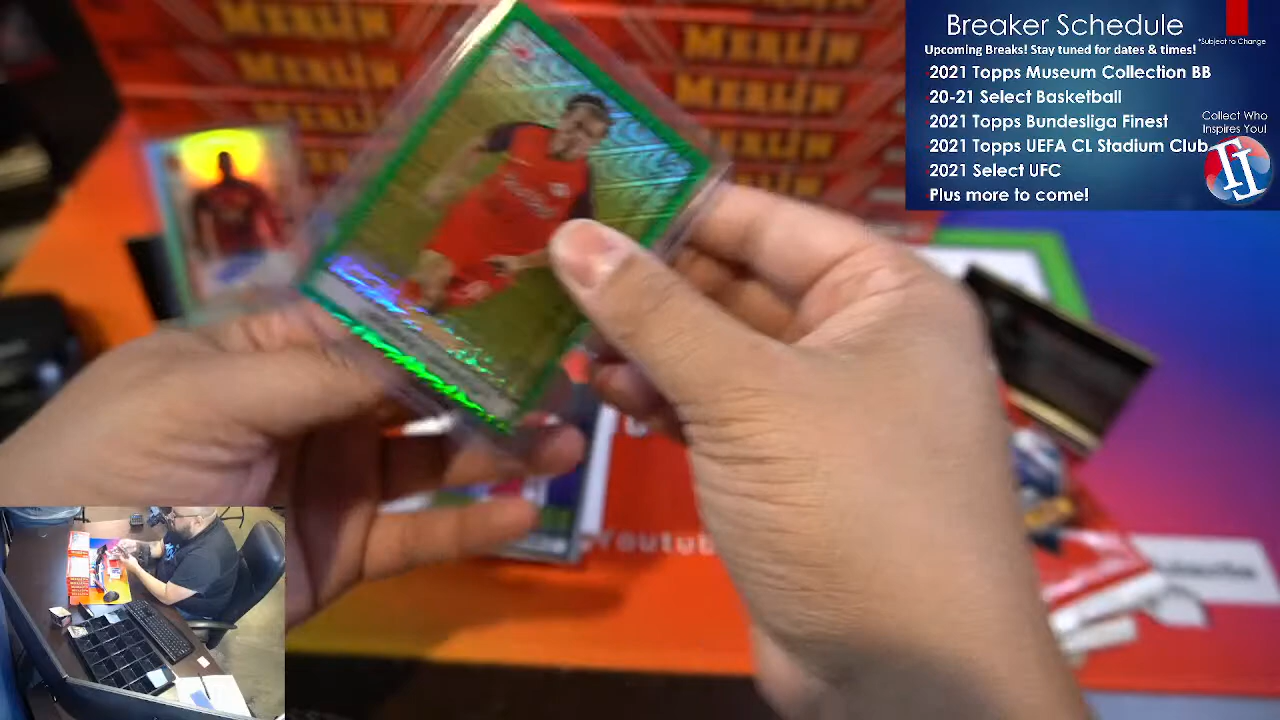 Breaker Schedule
*Subject to Change
Upcoming Breaks! Stay tuned for dates & times!
2021 Topps Museum Collection BB
20-21 Select Basketball
2021 Topps Bundesliga Finest
2021 Topps UEFA CL Stadium Club
2021 Select UFC
Plus more to come!
Collect Who
Inspires You!
MERLIN
MERLIN
MERLIN
MERLIN
MERLIN
MERLIN
Youtube